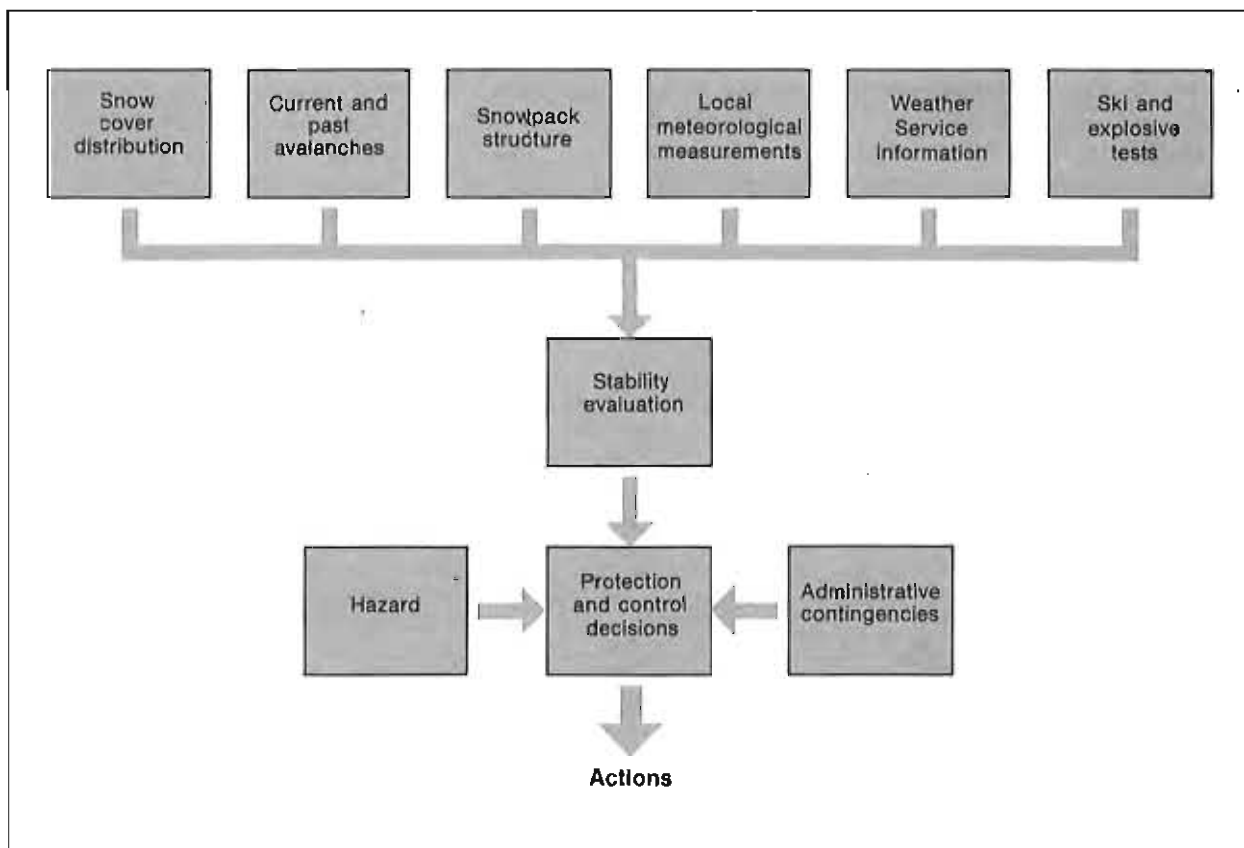 Snow
cover
distribution
Current and
past
avalanches
Snowpack
structure
Local
meteorological
measurements
Weather
Service
information
Ski and
explosive
tests
Stability
evaluation
Hazard
Protection
and control
decisions
Administrative
contingencies
Actions